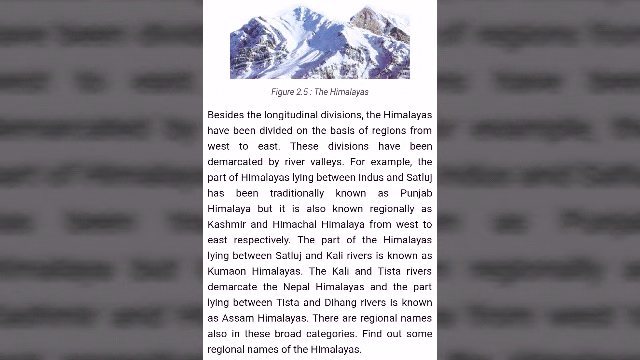 Figure 2.5 : The Himalayas
Besides the longitudinal divisions, the Himalayas
have been divided on the basis of regions from
west to east. These divisions have been
demarcated by river valleys. For example, the
part of Himalayas lying between Indus and Satluj
has been traditionally known as Punjab
Himalaya but it is also known regionally as
Kashmir and Himachal Himalaya from west to
east respectively. The part of the Himalayas
lying between Satluj and Kali rivers is known as
Kumaon Himalayas. The Kali and Tista rivers
demarcate the Nepal Himalayas and the part
lying between Tista and Dihang rivers is known
as Assam Himalayas. There are regional names
also in these broad categories. Find out some
regional names of the Himalayas.